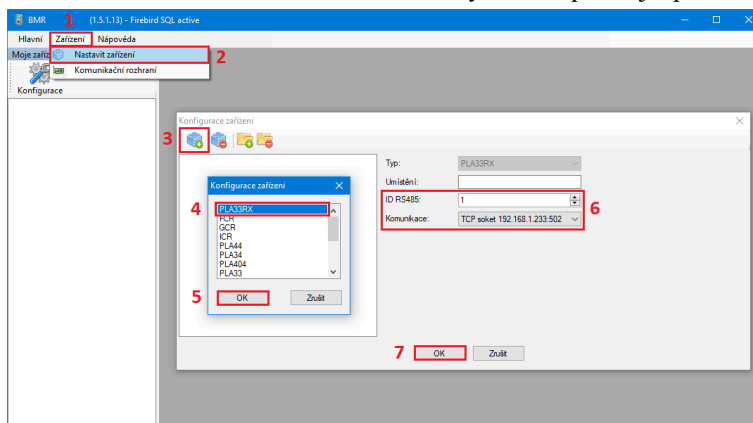 BMR (1.5.1.13) - Firebird SQL active
1
Hlavní Zařízení Nápověda
Moje zaříz
Nastavit zařízení
2
Komunikační rozhraní
Konfigurace
Konfigurace zařízení
3
Typ: PLA33RX
Umístění:
ID RS485: 1
Komunikace: TCP soket 192.168.1.233:502
6
Konfigurace zařízení
4
PLA33RX
FCR
GCR
ICR
PLA44
PLA34
PLA404
PLA33
5
OK Zrušit
7
OK Zrušit